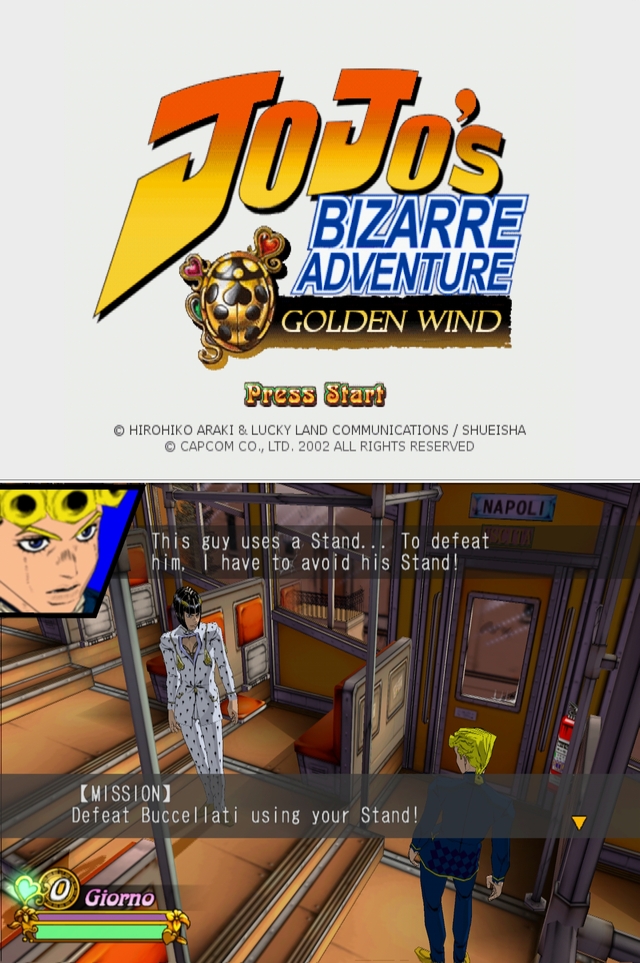 JoJo's
BIZARRE
ADVENTURE
GOLDEN WIND
Press Start
© HIROHIKO ARAKI & LUCKY LAND COMMUNICATIONS / SHUEISHA
© CAPCOM CO., LTD. 2002 ALL RIGHTS RESERVED
NAPOLI
This guy uses a Stand... To defeat
him, I have to avoid his Stand!
【MISSION】
Defeat Buccellati using your Stand!
0 Giorno